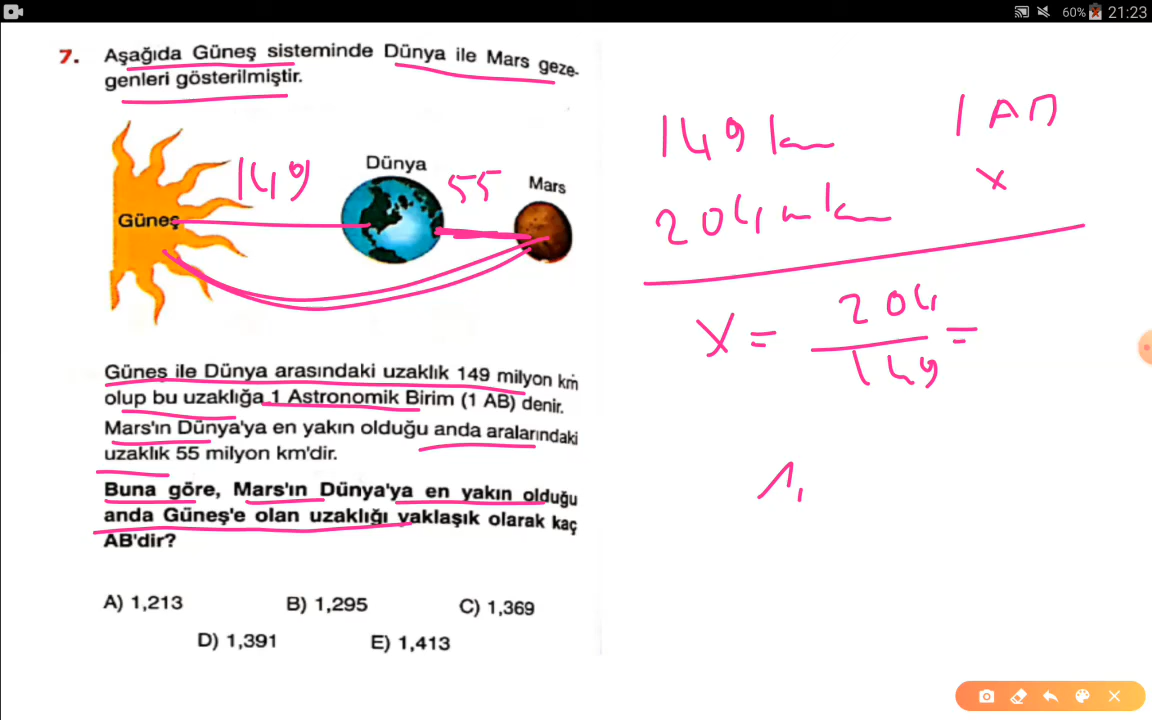 60% 21:23
7. Aşağıda Güneş sisteminde Dünya ile Mars geze-
genleri gösterilmiştir.
149
Dünya
55
Mars
Güneş
Güneş ile Dünya arasındaki uzaklık 149 milyon km
olup bu uzaklığa 1 Astronomik Birim (1 AB) denir.
Mars'ın Dünya'ya en yakın olduğu anda aralarındaki
uzaklık 55 milyon km'dir.
Buna göre, Mars'ın Dünya'ya en yakın olduğu
anda Güneş'e olan uzaklığı yaklaşık olarak kaç
AB'dir?
A) 1,213 B) 1,295 C) 1,369
D) 1,391 E) 1,413
149 km 1 AB
204 m km x
x = 204
149 =
1,